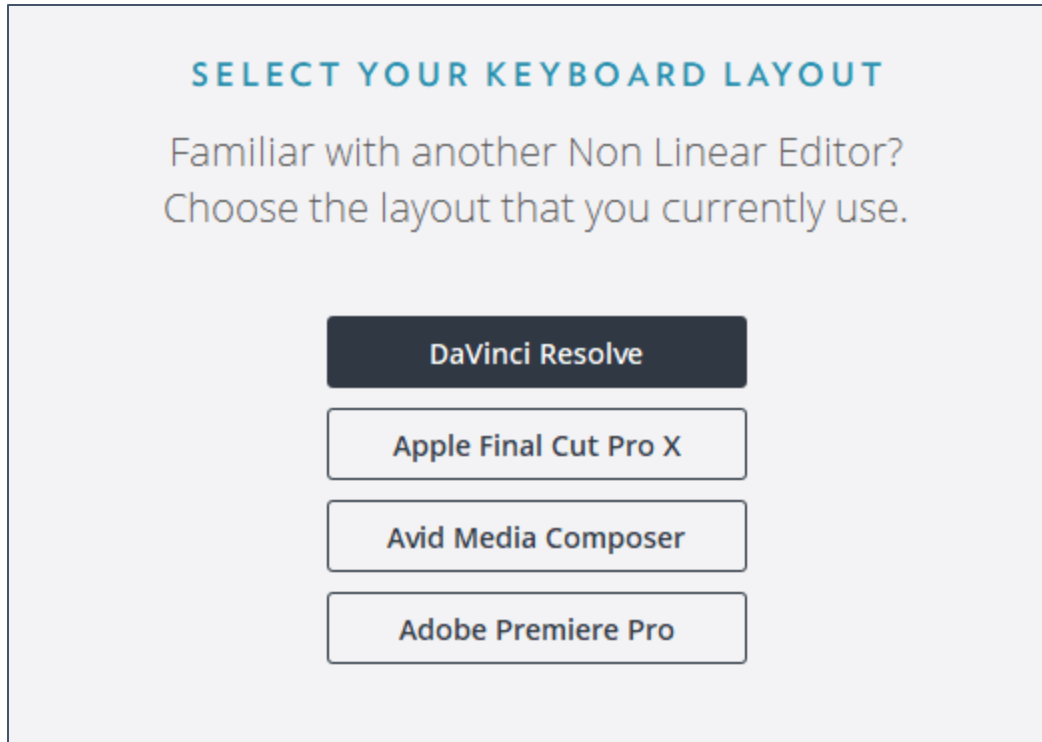 SELECT YOUR KEYBOARD LAYOUT
Familiar with another Non Linear Editor?
Choose the layout that you currently use.
DaVinci Resolve
Apple Final Cut Pro X
Avid Media Composer
Adobe Premiere Pro